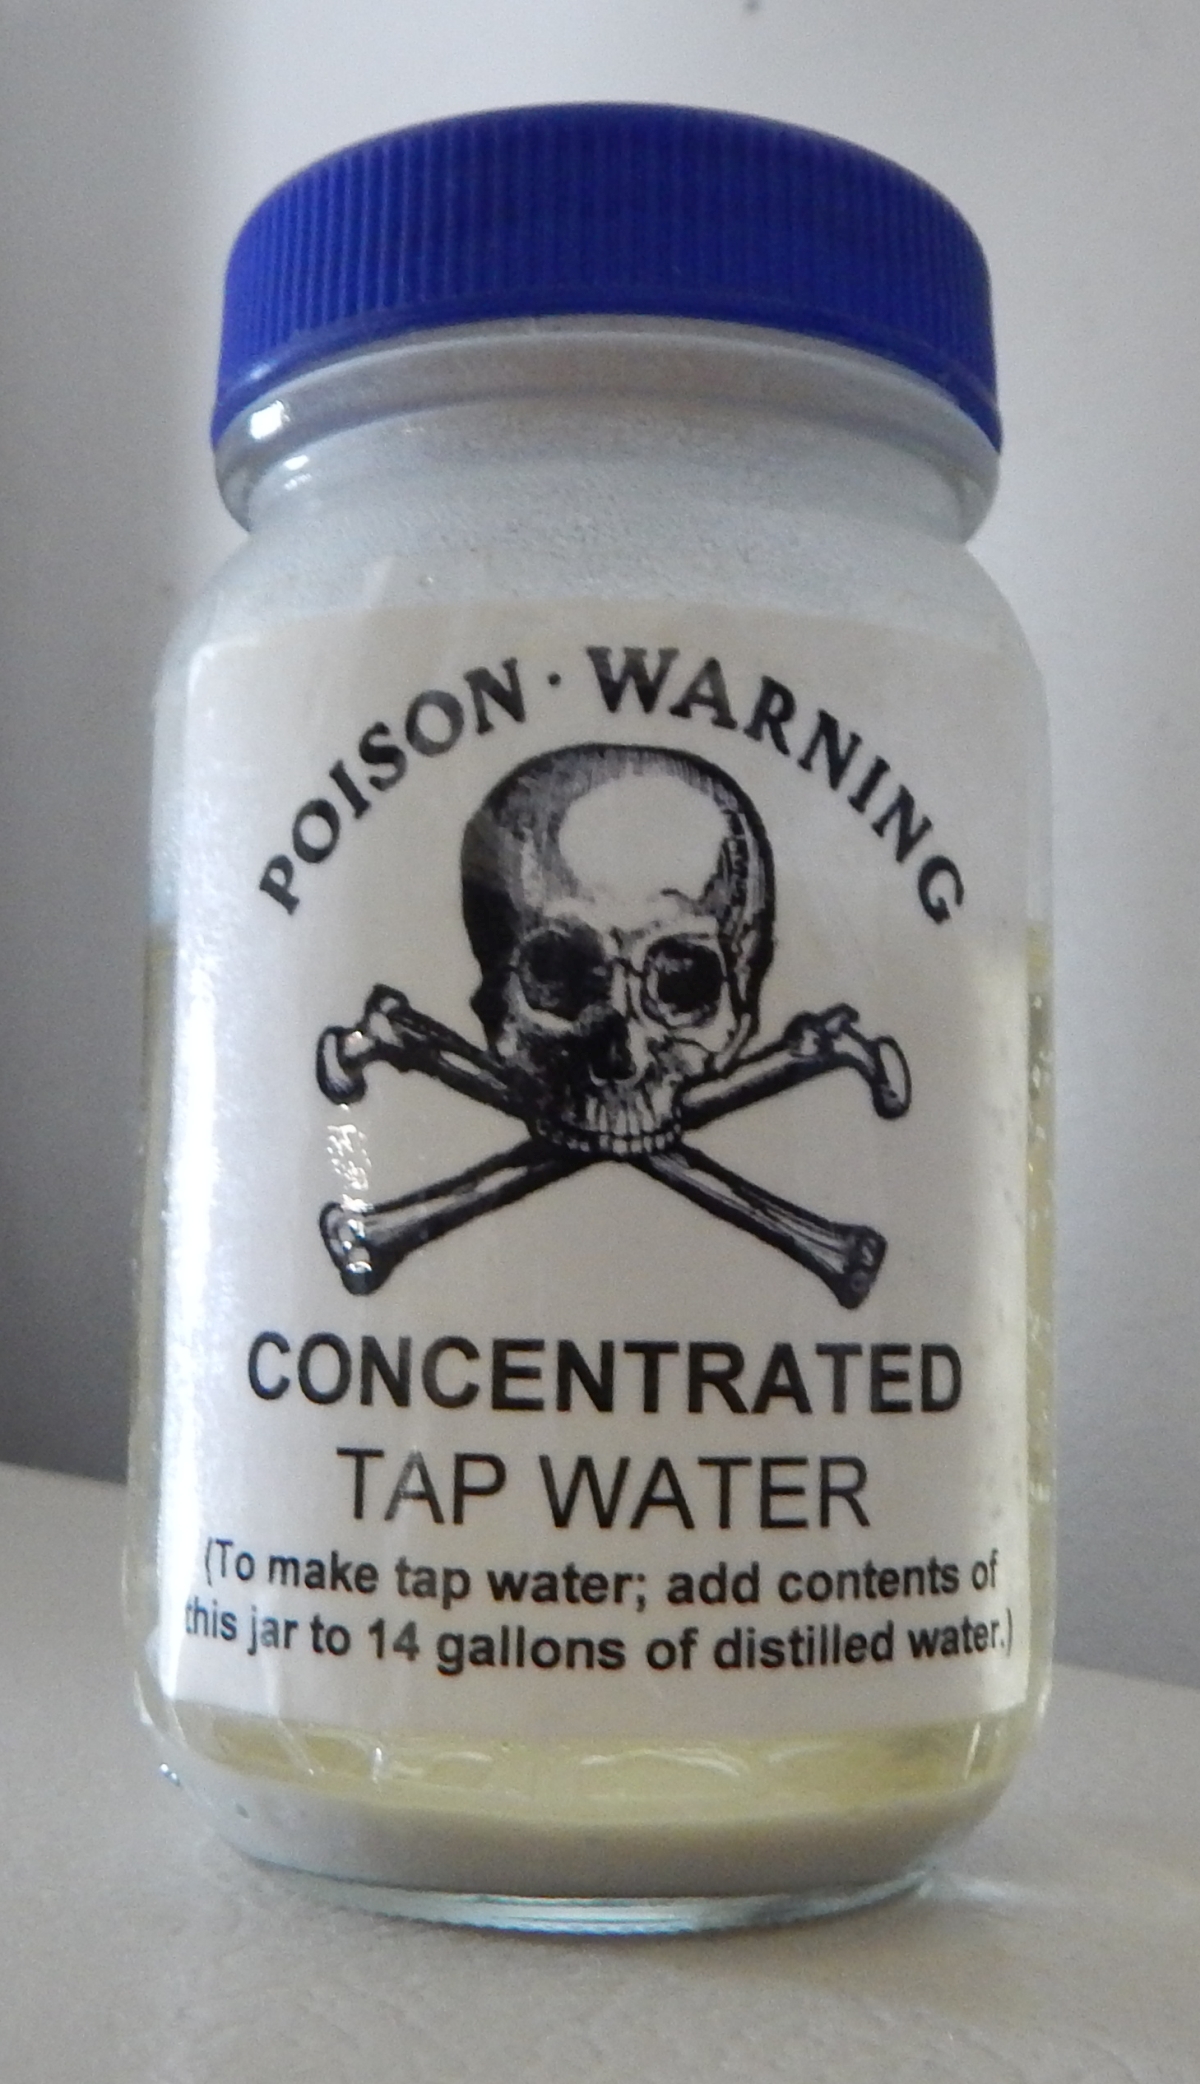 POISON · WARNING
CONCENTRATED
TAP WATER
(To make tap water; add contents of
this jar to 14 gallons of distilled water.)